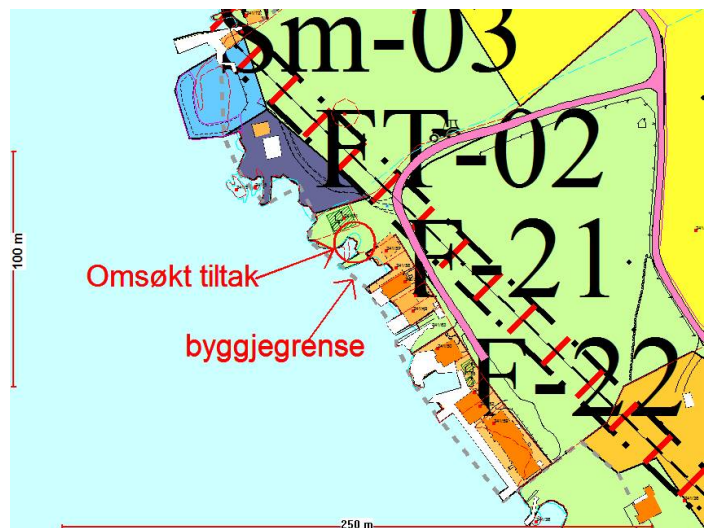 Sm-03
FT-02
F-21
F-22
Omsøkt tiltak
byggjegrense
100 m
250 m